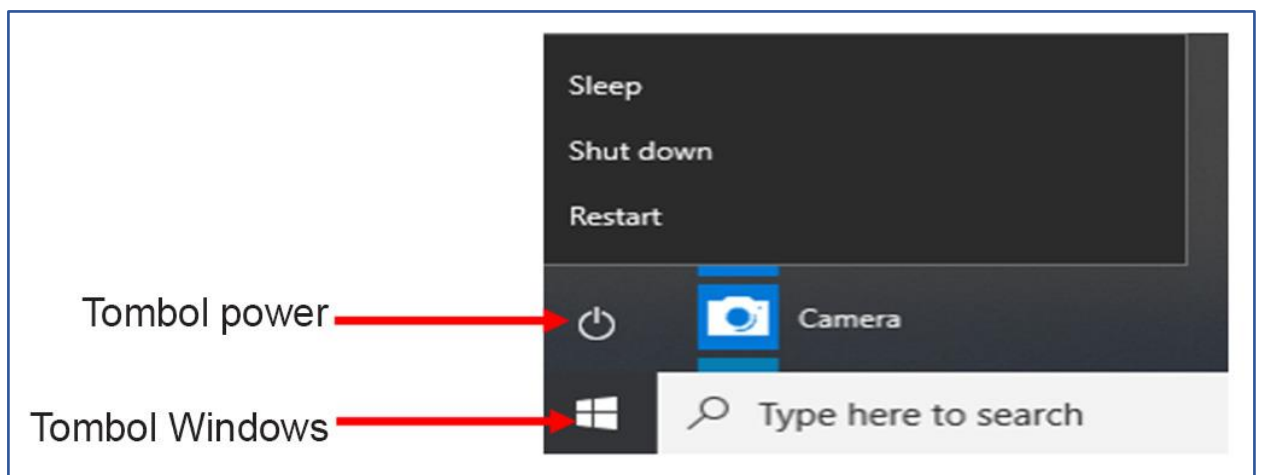 Sleep
Shut down
Restart
Tombol power
Camera
Tombol Windows
Type here to search